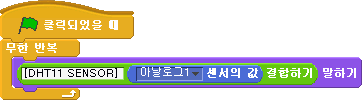 클릭되었을 때
무한 반복
[DHT11 SENSOR] 아날로그1 센서의 값 결합하기 말하기